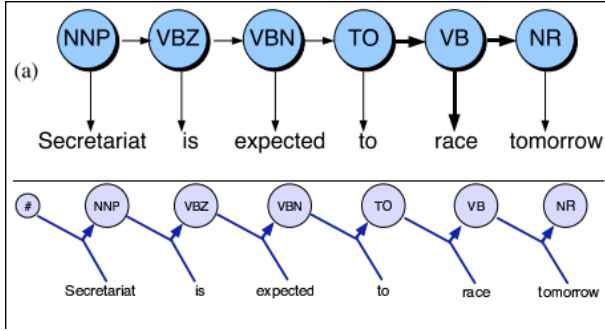 NNP VBZ VBN TO VB NR
(a)
Secretariat is expected to race tomorrow
# NNP VBZ VBN TO VB NR
Secretariat is expected to race tomorrow